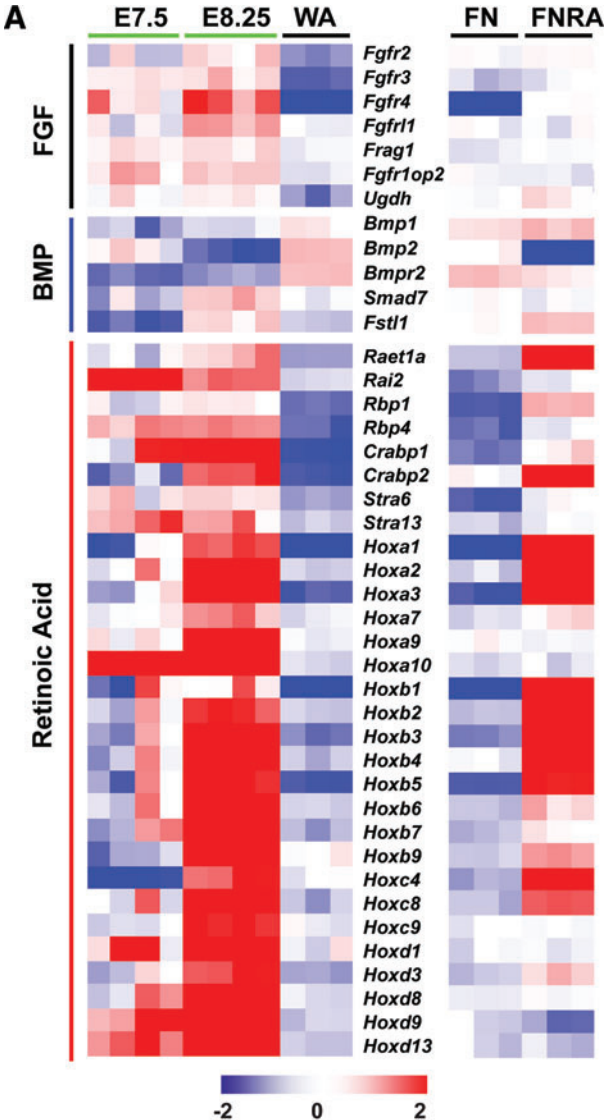 A
E7.5 E8.25 WA FN FNRA
FGF
Fgfr2
Fgfr3
Fgfr4
Fgfrl1
Frag1
Fgfr1op2
Ugdh
BMP
Bmp1
Bmp2
Bmpr2
Smad7
Fstl1
Retinoic Acid
Raet1a
Rai2
Rbp1
Rbp4
Crabp1
Crabp2
Stra6
Stra13
Hoxa1
Hoxa2
Hoxa3
Hoxa7
Hoxa9
Hoxa10
Hoxb1
Hoxb2
Hoxb3
Hoxb4
Hoxb5
Hoxb6
Hoxb7
Hoxb9
Hoxc4
Hoxc8
Hoxc9
Hoxd1
Hoxd3
Hoxd8
Hoxd9
Hoxd13
-2 0 2